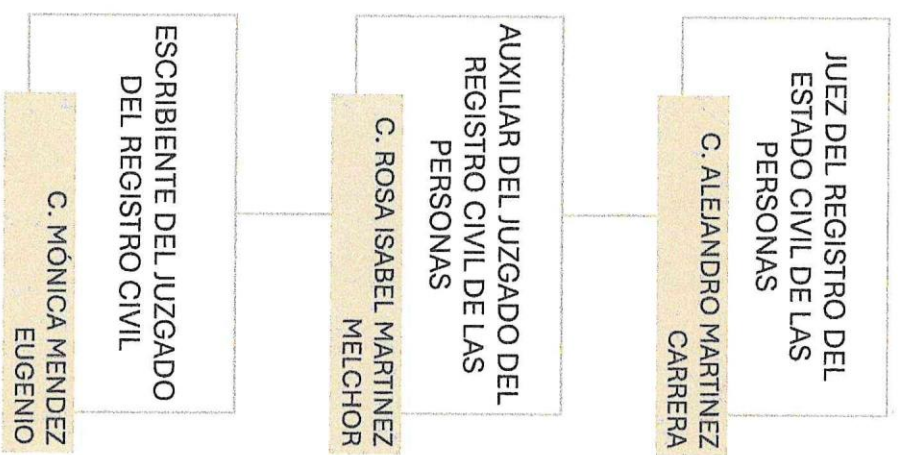 JUEZ DEL REGISTRO DEL
ESTADO CIVIL DE LAS
PERSONAS
C. ALEJANDRO MARTINEZ
CARRERA
AUXILIAR DEL JUZGADO DEL
REGISTRO CIVIL DE LAS
PERSONAS
C. ROSA ISABEL MARTINEZ
MELCHOR
ESCRIBIENTE DEL JUZGADO
DEL REGISTRO CIVIL
C. MÓNICA MENDEZ
EUGENIO